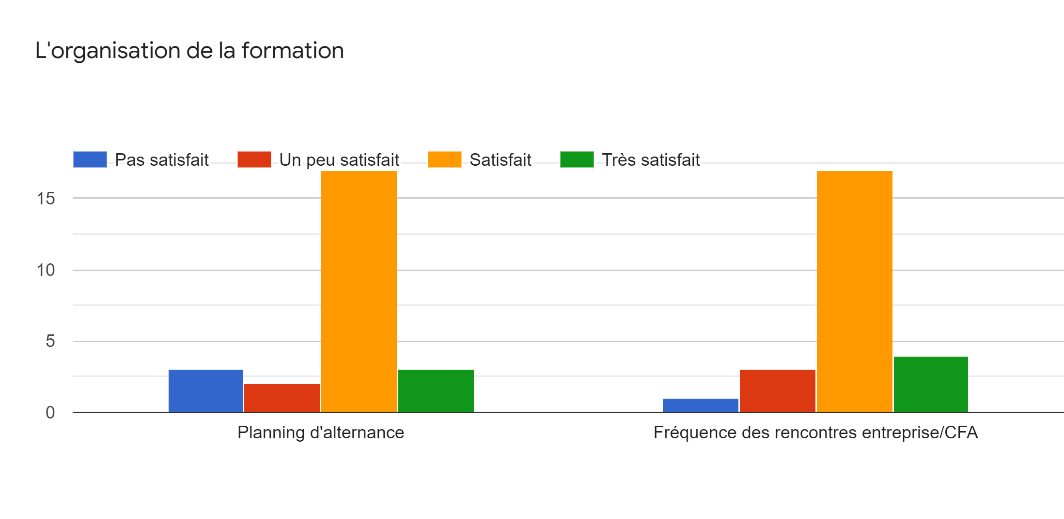 L'organisation de la formation
Pas satisfait Un peu satisfait Satisfait Très satisfait
15
10
5
0
Planning d'alternance Fréquence des rencontres entreprise/CFA